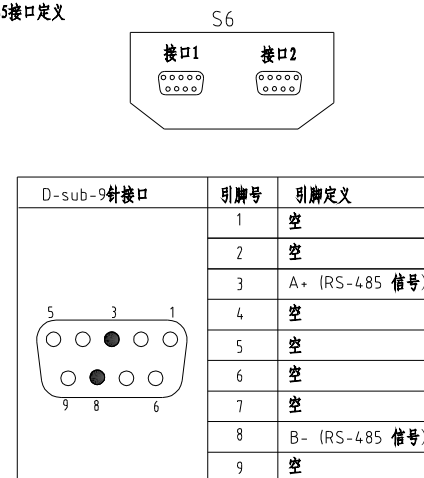 5接口定义
S6
接口1 接口2
D-sub-9针接口 引脚号 引脚定义
1 空
2 空
3 A+ (RS-485 信号)
4 空
5 空
6 空
7 空
8 B- (RS-485 信号)
9 空
5 3 1
9 8 6